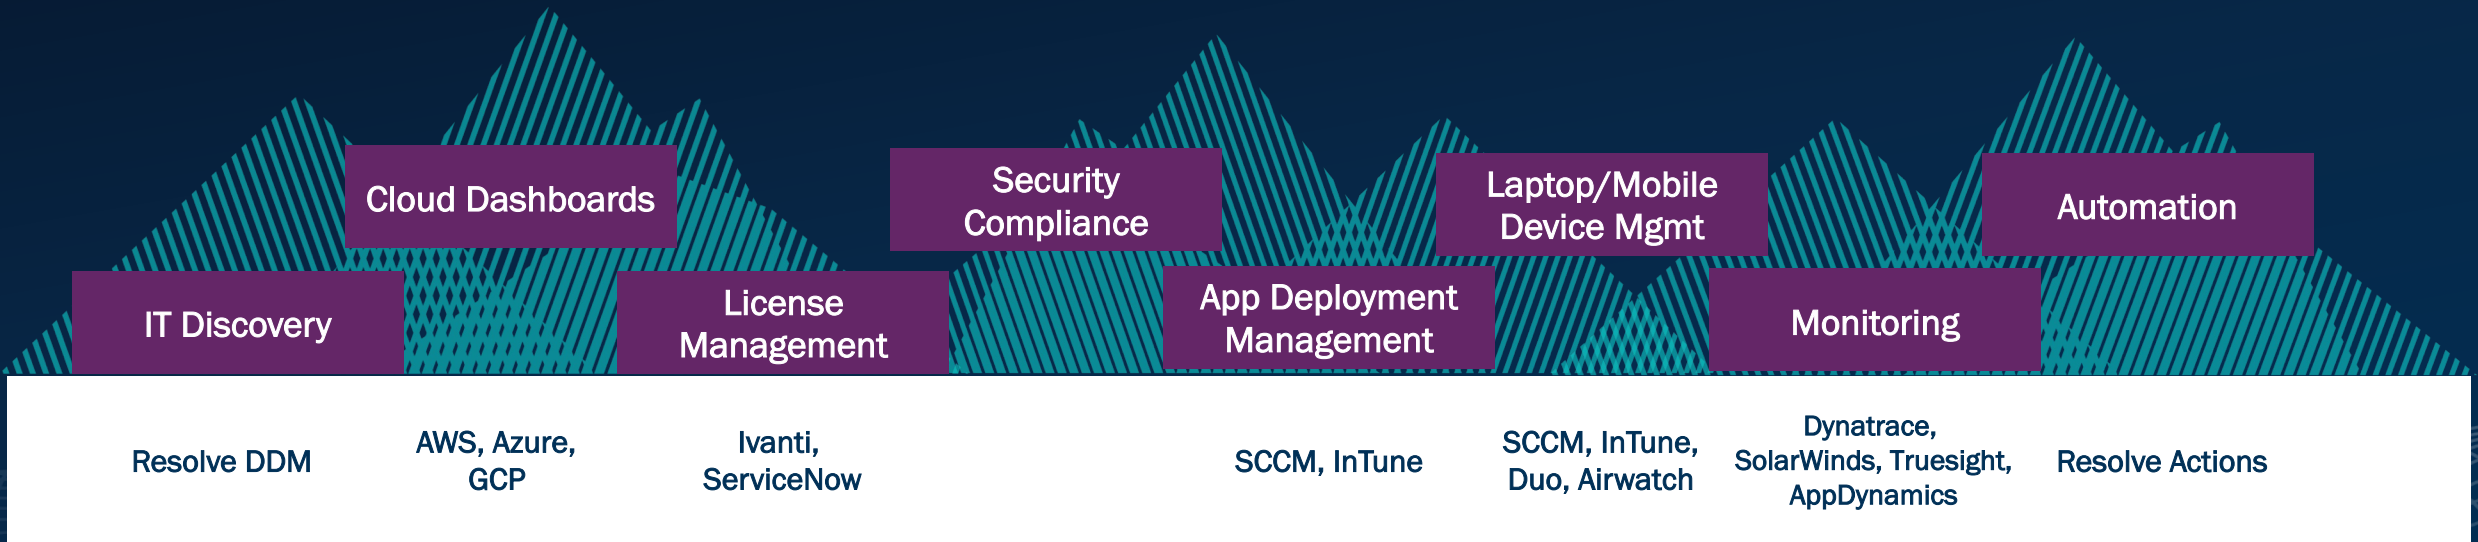 Cloud Dashboards
Security
Compliance
Laptop/Mobile
Device Mgmt
Automation
IT Discovery
License
Management
App Deployment
Management
Monitoring
Resolve DDM
AWS, Azure,
GCP
Ivanti,
ServiceNow
SCCM, InTune
SCCM, InTune,
Duo, Airwatch
Dynatrace,
SolarWinds, Truesight,
AppDynamics
Resolve Actions